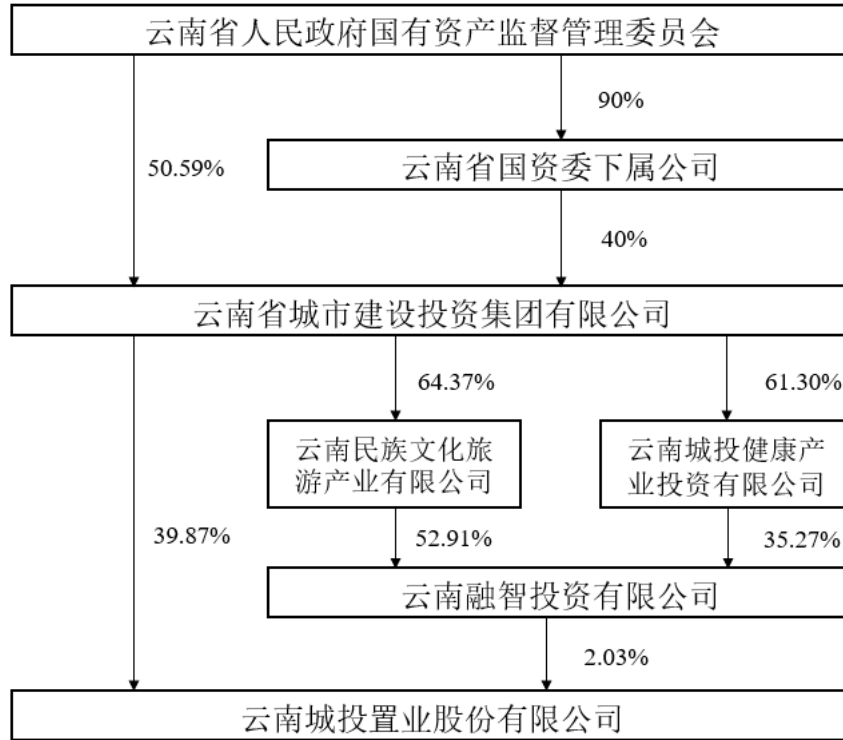 云南省人民政府国有资产监督管理委员会
90%
50.59%
云南省国资委下属公司
40%
云南省城市建设投资集团有限公司
64.37%
61.30%
云南民族文化旅
游产业有限公司
云南城投健康产
业投资有限公司
39.87%
52.91%
35.27%
云南融智投资有限公司
2.03%
云南城投置业股份有限公司